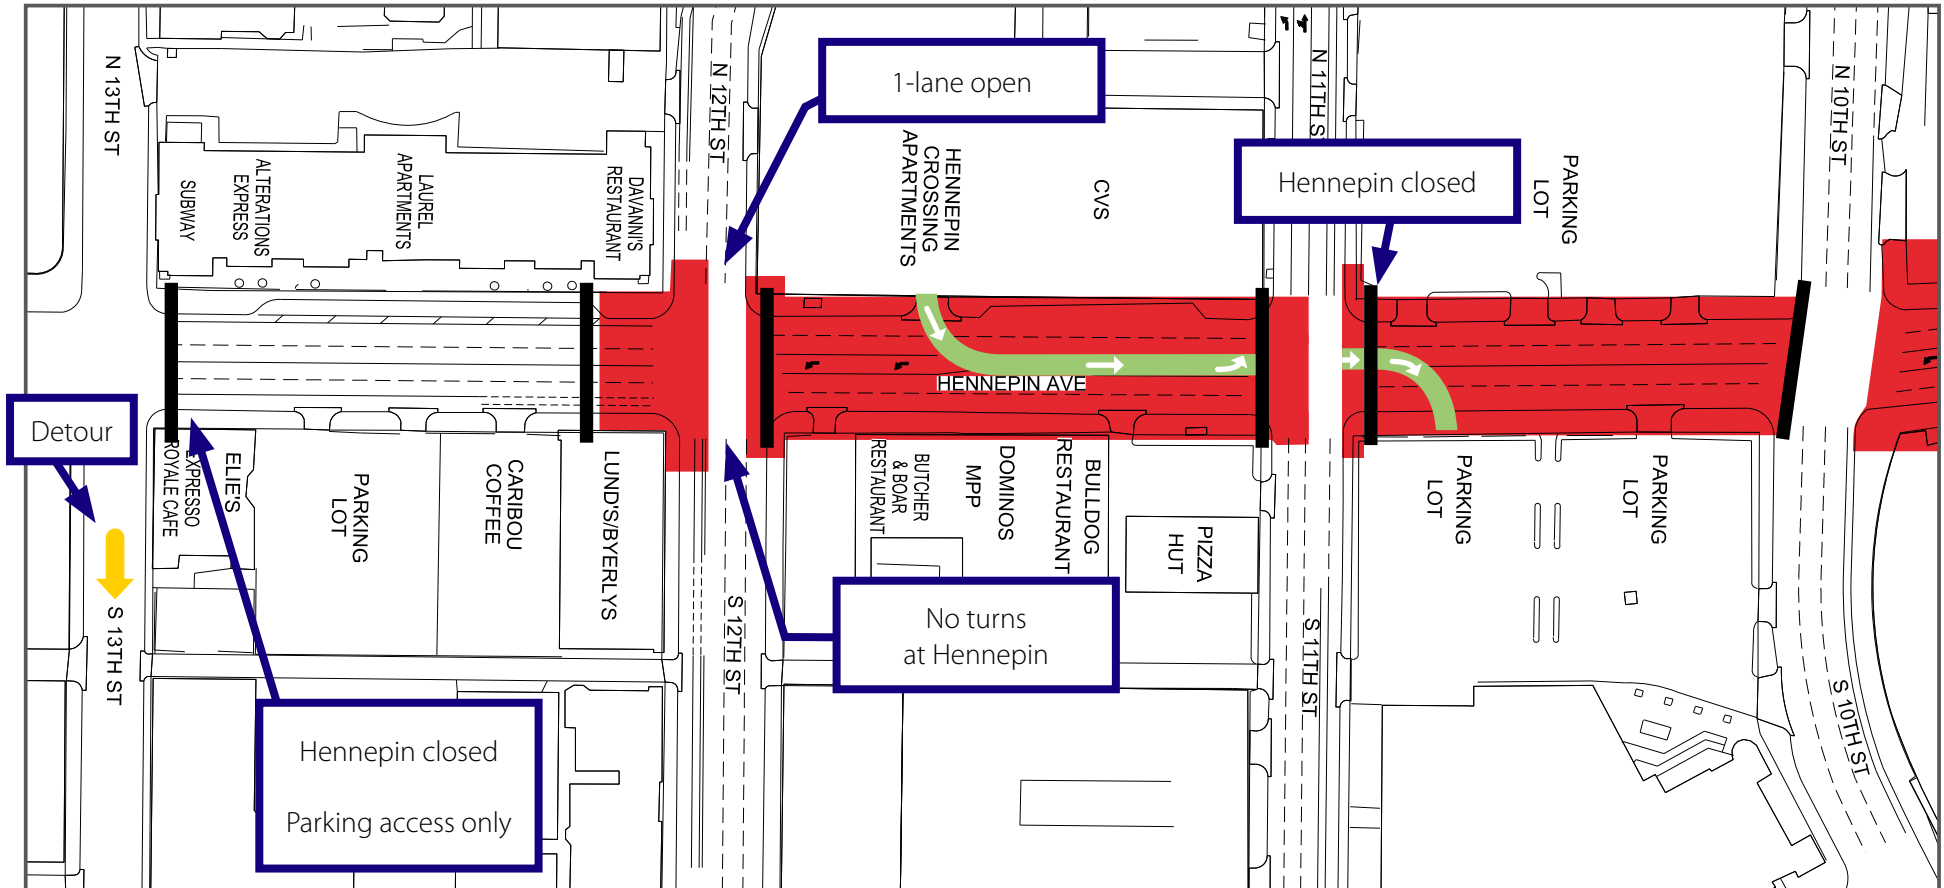 N 13TH ST
N 12TH ST
1-lane open
N 11TH S
N 10TH ST
Hennepin closed
SUBWAY
ALTERATIONS
EXPRESS
LAUREL
APARTMENTS
DAVANNI'S
RESTAURANT
HENNEPIN
CROSSING
APARTMENTS
CVS
PARKING
LOT
HENNEPIN AVE
Detour
EXPRESSO
ROYALE CAFE
ELIE'S
PARKING
LOT
CARIBOU
COFFEE
LUND'S/BYERLYS
BUTCHER
& BOAR
RESTAURANT
MPP
DOMINOS
BULLDOG
RESTAURANT
PIZZA
HUT
PARKING
LOT
PARKING
LOT
No turns
at Hennepin
S 13TH ST
S 12TH ST
S 11TH ST
S 10TH ST
Hennepin closed
Parking access only